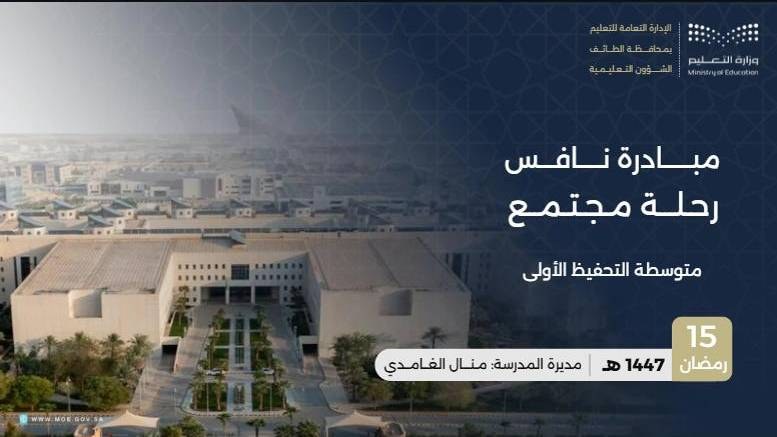 وزارة التعليم
Ministry of Education
الإدارة العامة للتعليم
بمحافظة الطائف
الشؤون التعليمية
مبادرة نافس
رحلة مجتمع
متوسطة التحفيظ الأولى
15
رمضان
1447 هـ
مديرة المدرسة: منال الغامدي
WWW.MOE.GOV.SA